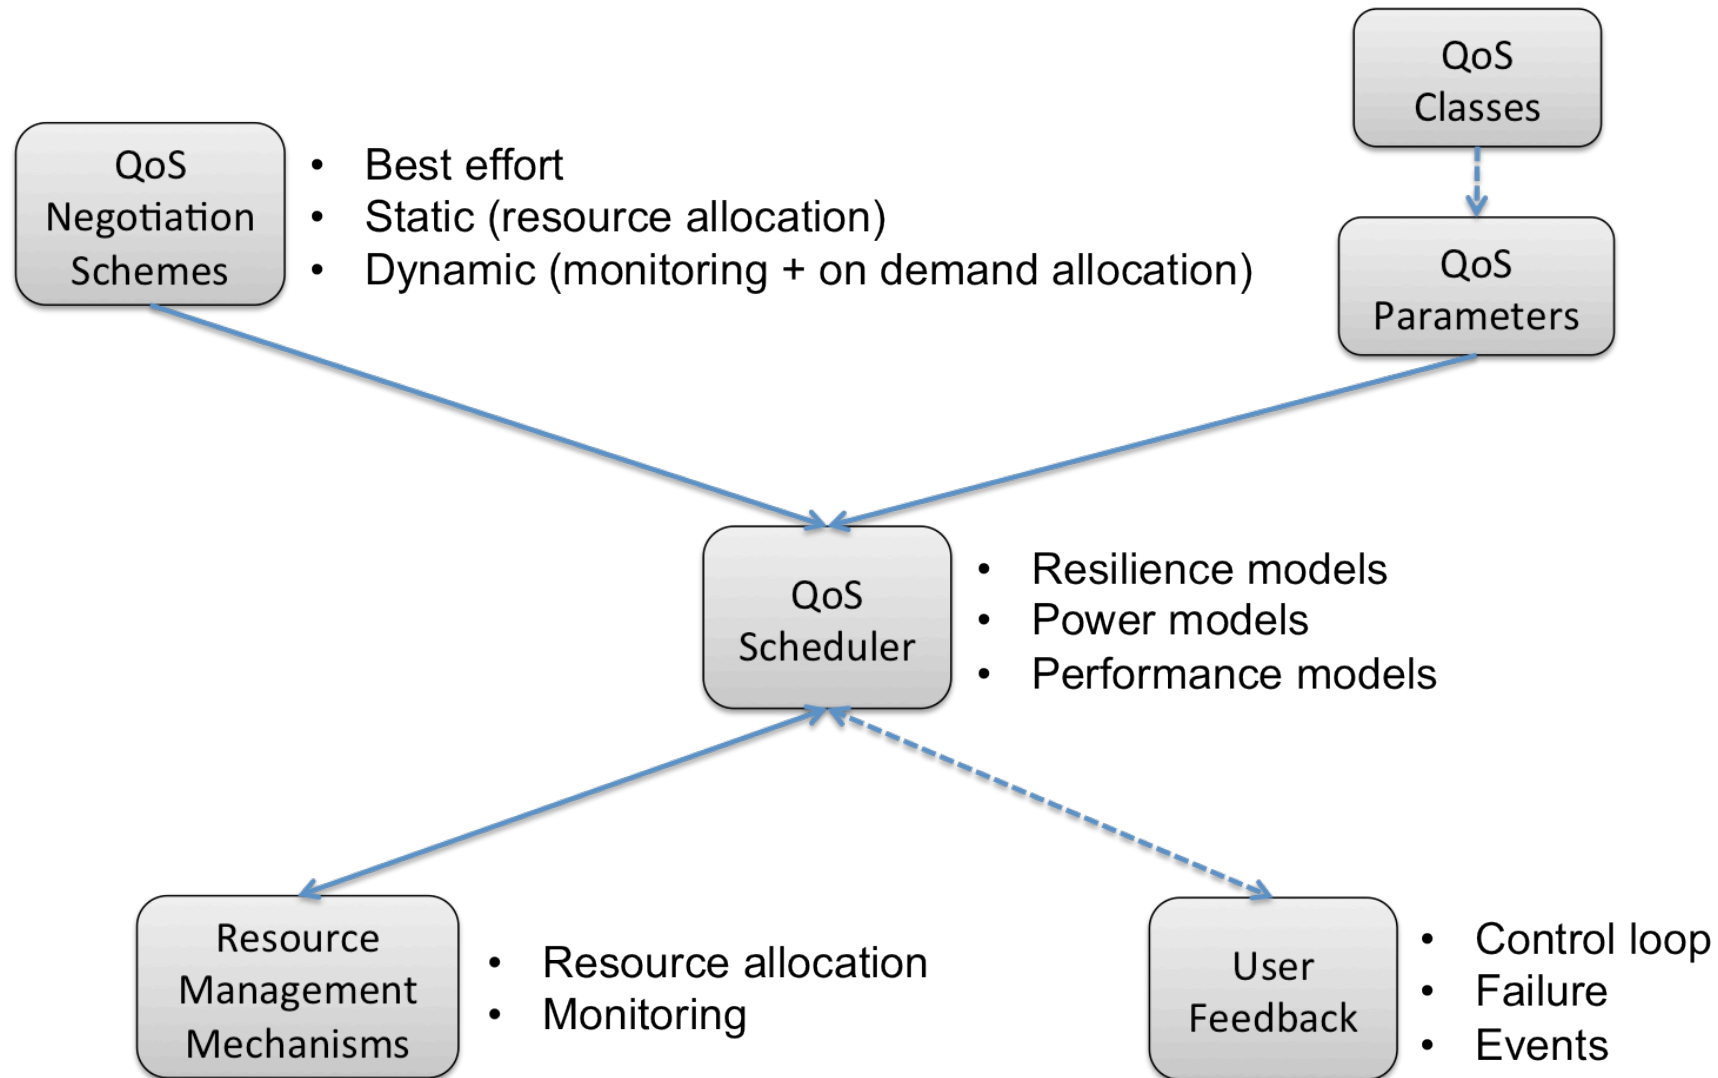 QoS
Classes
QoS
Negotiation
Schemes
• Best effort
• Static (resource allocation)
• Dynamic (monitoring + on demand allocation)
QoS
Parameters
QoS
Scheduler
• Resilience models
• Power models
• Performance models
Resource
Management
Mechanisms
• Resource allocation
• Monitoring
User
Feedback
• Control loop
• Failure
• Events